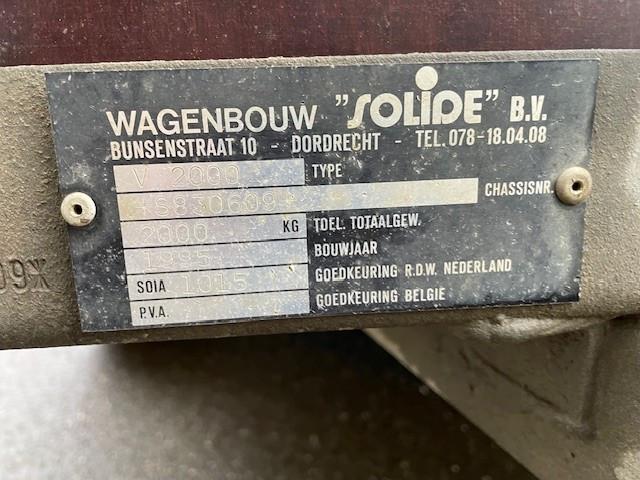 WAGENBOUW "SOLIDE" B.V.
BUNSENSTRAAT 10 - DORDRECHT - TEL. 078-18.04.08
V 2000 TYPE
CHASSISNR.
2000 KG TOEL. TOTAALGEW.
BOUWJAAR
SOIA 1015 GOEDKEURING R.D.W. NEDERLAND
P.V.A. GOEDKEURING BELGIE
09X